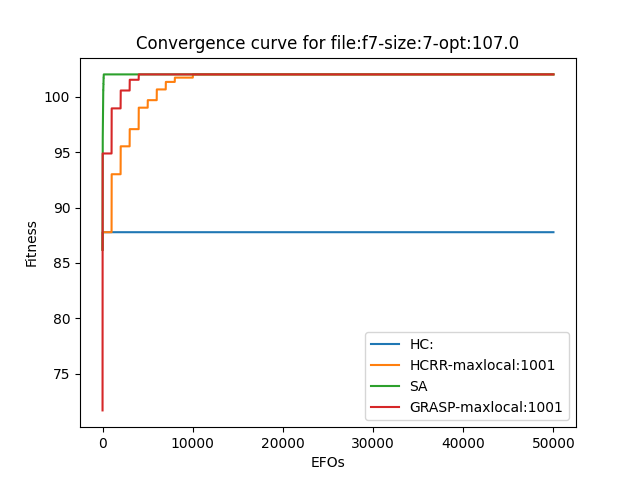 Convergence curve for file:f7-size:7-opt:107.0
100
95
90
85
80
75
Fitness
HC:
HCRR-maxlocal:1001
SA
GRASP-maxlocal:1001
0
10000
20000
30000
40000
50000
EFOs